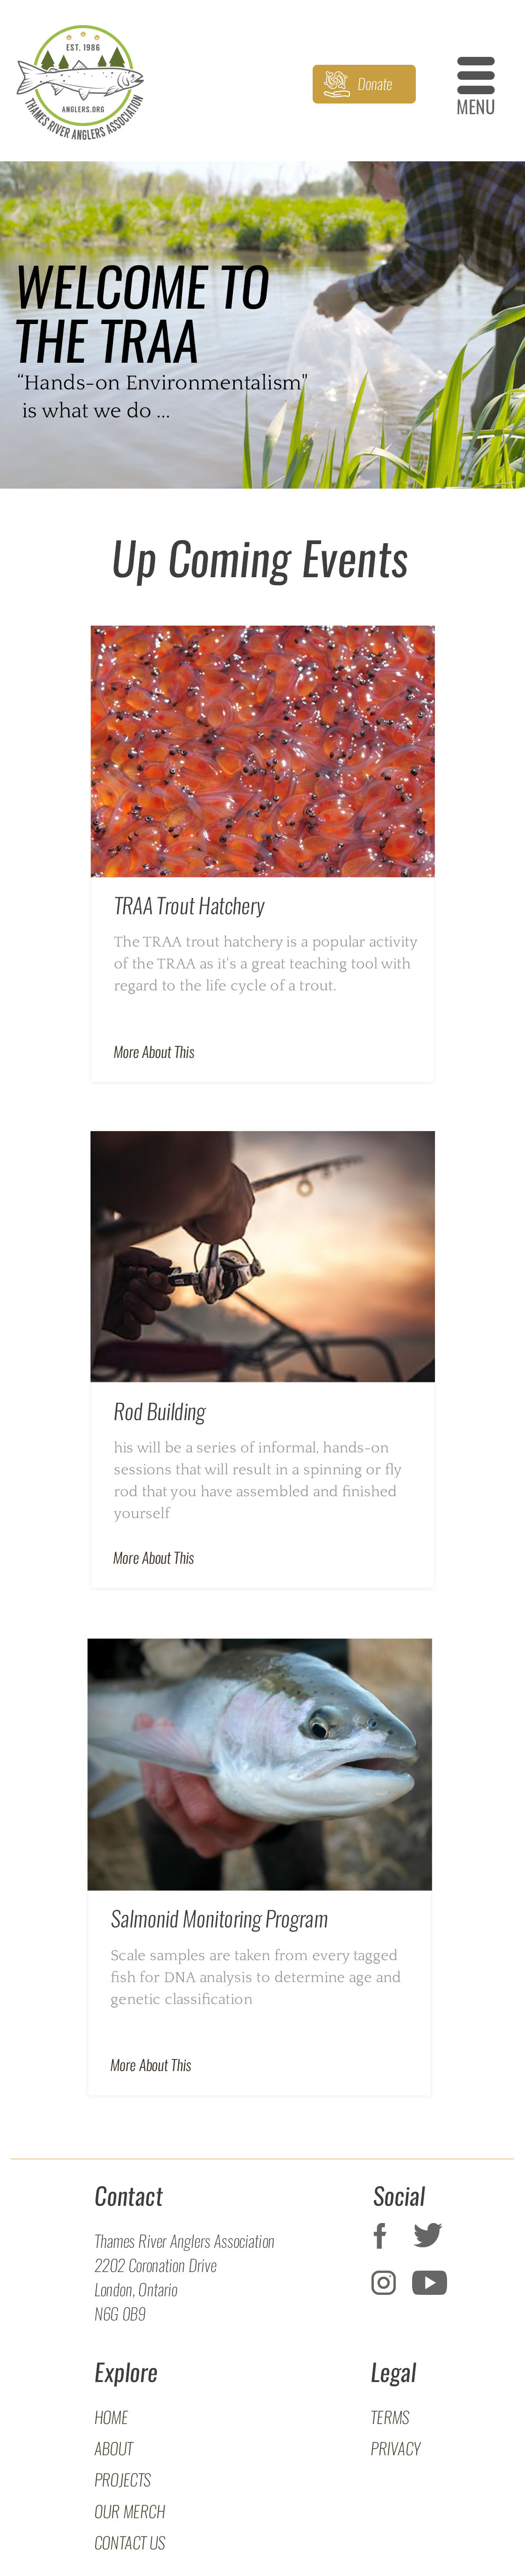 EST. 1986
ANGLERS.ORG
THAMES RIVER ANGLERS ASSOCIATION
Donate
MENU
WELCOME TO
THE TRAA
“Hands-on Environmentalism"
is what we do ...
Up Coming Events
TRAA Trout Hatchery
The TRAA trout hatchery is a popular activity
of the TRAA as it's a great teaching tool with
regard to the life cycle of a trout.
More About This
Rod Building
his will be a series of informal, hands-on
sessions that will result in a spinning or fly
rod that you have assembled and finished
yourself
More About This
Salmonid Monitoring Program
Scale samples are taken from every tagged
fish for DNA analysis to determine age and
genetic classification
More About This
Contact
Thames River Anglers Association
2202 Coronation Drive
London, Ontario
N6G 0B9
Social
Explore
HOME
ABOUT
PROJECTS
OUR MERCH
CONTACT US
Legal
TERMS
PRIVACY